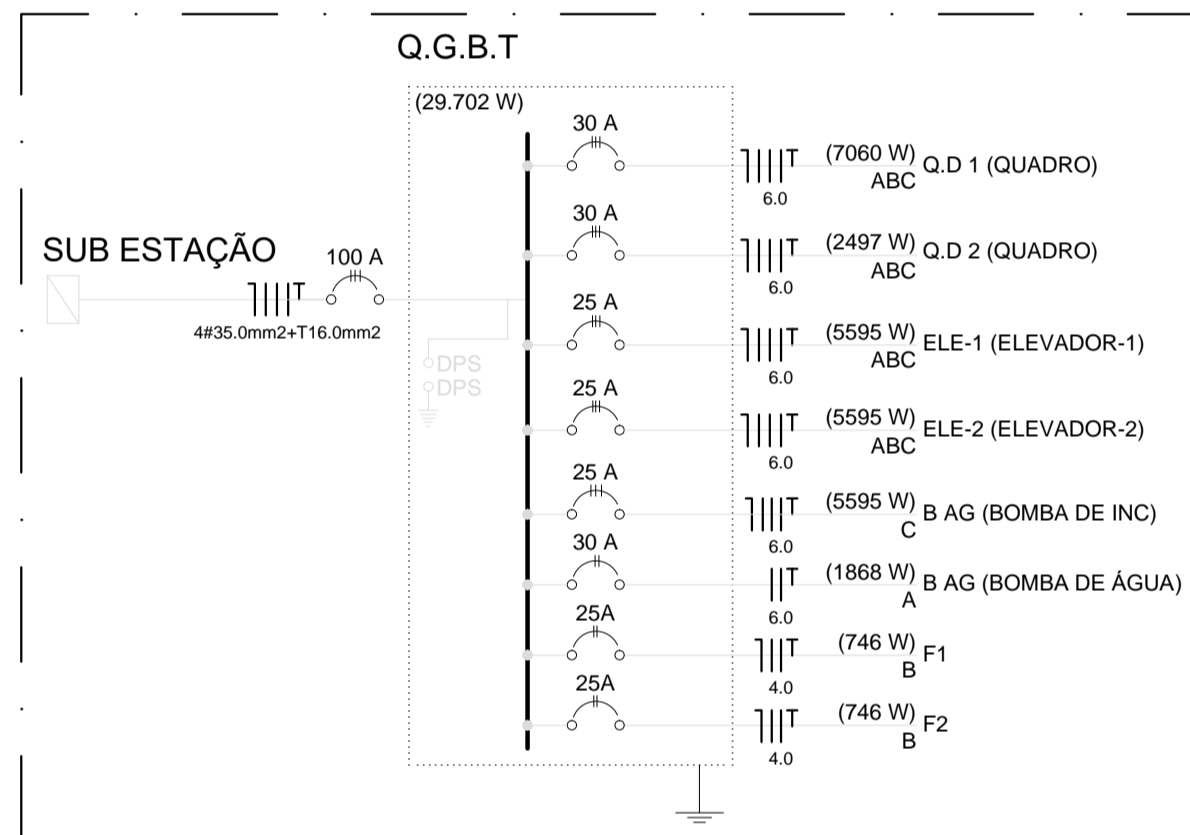 Q.G.B.T
(29.702 W)
30 A
(7060 W)
ABC
Q.D 1 (QUADRO)
6.0
30 A
(2497 W)
ABC
Q.D 2 (QUADRO)
6.0
SUB ESTAÇÃO
100 A
4#35.0mm2+T16.0mm2
DPS
DPS
25 A
(5595 W)
ABC
ELE-1 (ELEVADOR-1)
6.0
25 A
(5595 W)
ABC
ELE-2 (ELEVADOR-2)
6.0
25 A
(5595 W)
C
B AG (BOMBA DE INC)
6.0
30 A
(1868 W)
A
B AG (BOMBA DE ÁGUA)
6.0
25A
(746 W)
B
F1
4.0
25A
(746 W)
B
F2
4.0